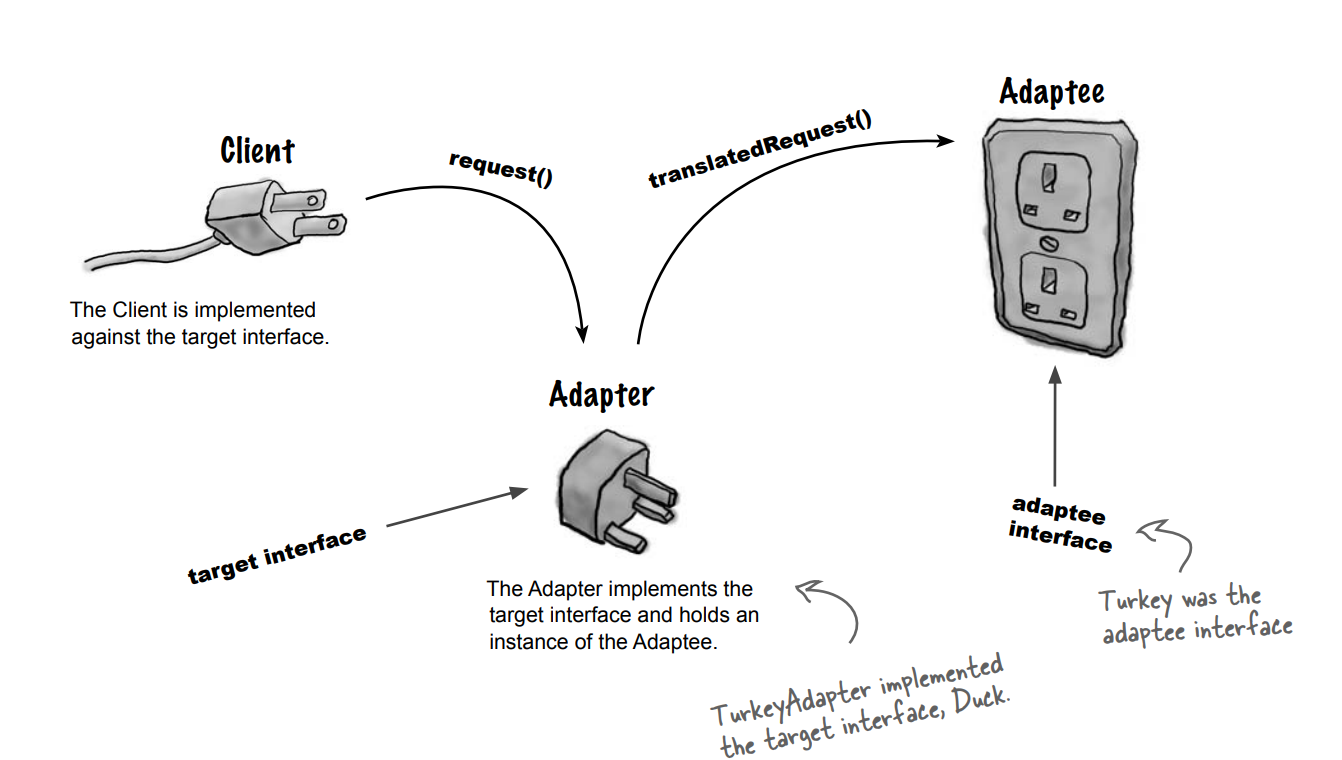 Client
request()
translatedRequest()
Adaptee
The Client is implemented
against the target interface.
Adapter
target interface
The Adapter implements the
target interface and holds an
instance of the Adaptee.
adaptee
interface
Turkey was the
adaptee interface
TurkeyAdapter implemented
the target interface, Duck.